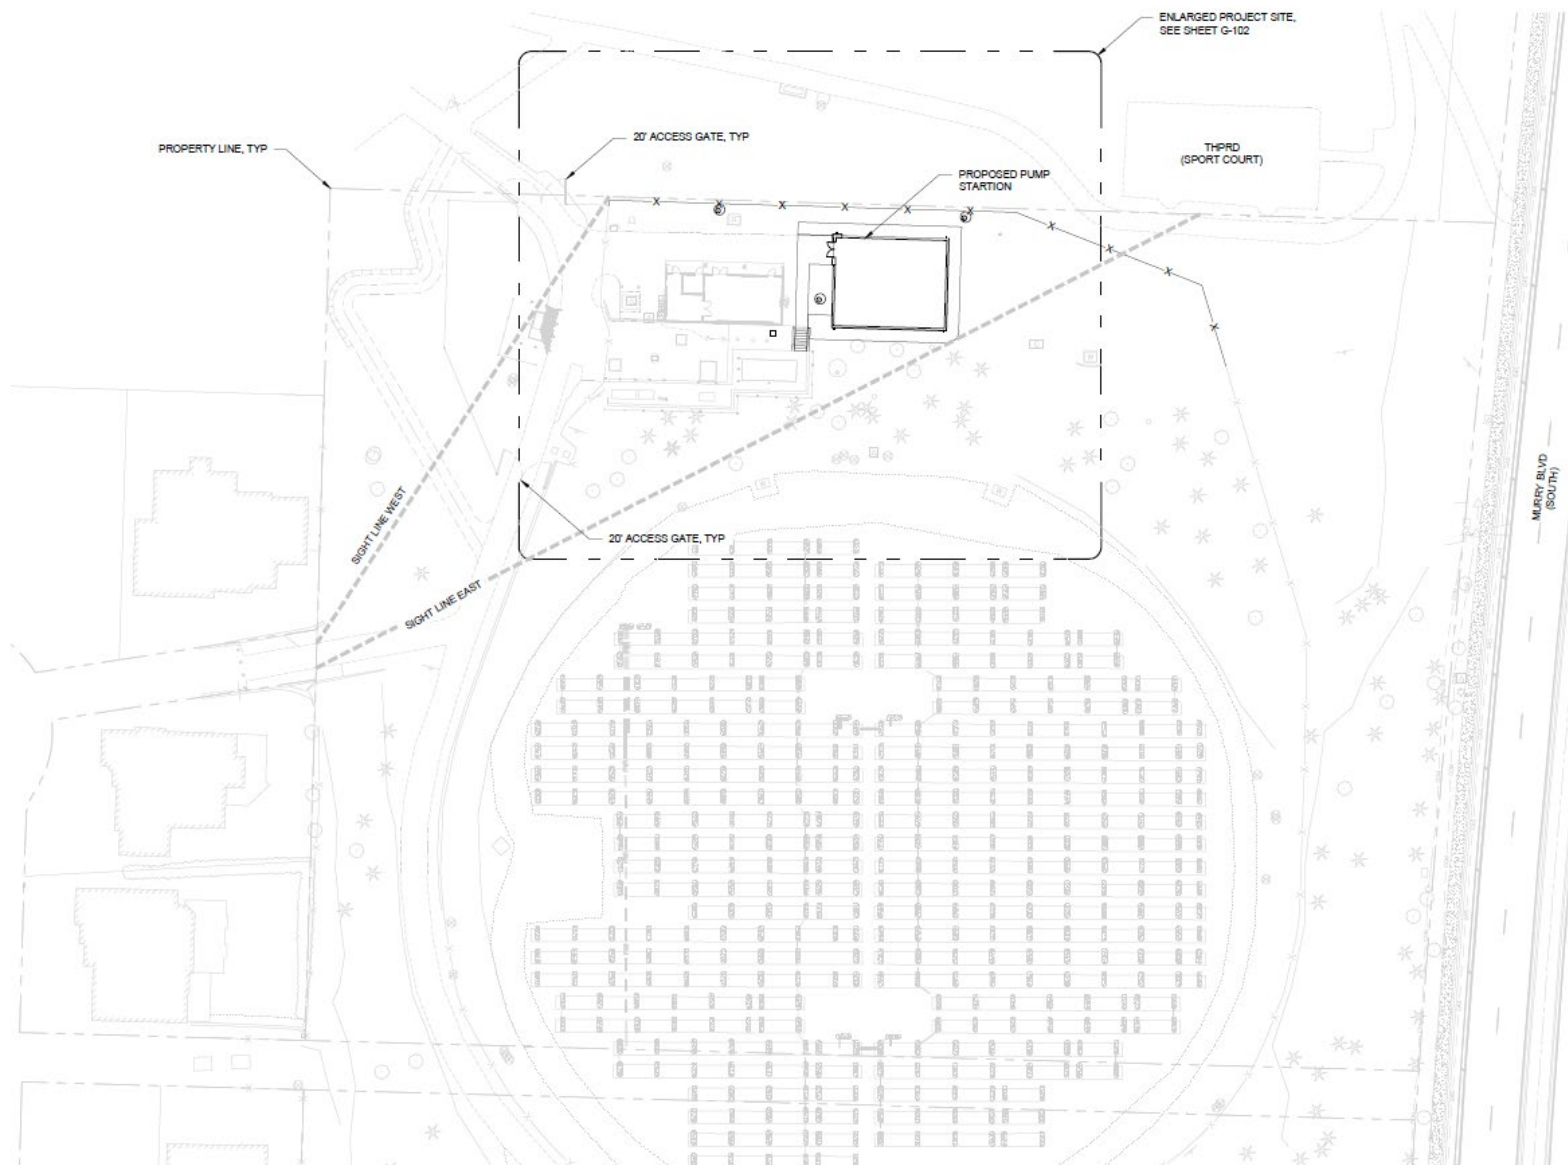 ENLARGED PROJECT SITE,
SEE SHEET G-102
20' ACCESS GATE, TYP
PROPERTY LINE, TYP
THPRD
(SPORT COURT)
PROPOSED PUMP
STARTION
SIGHT LINE WEST
20' ACCESS GATE, TYP
SIGHT LINE EAST
MURRY BLVD
(SOUTH)